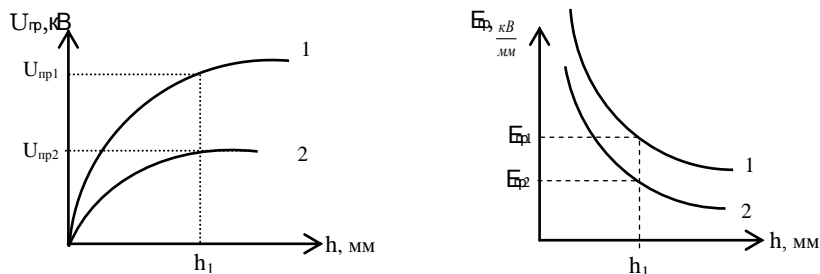 Uпр,кВ
1
Uпр1
Uпр2
2
h, мм
h₁
Eпр, кВ/мм
Eпр1
Eпр2
1
2
h, мм
h₁